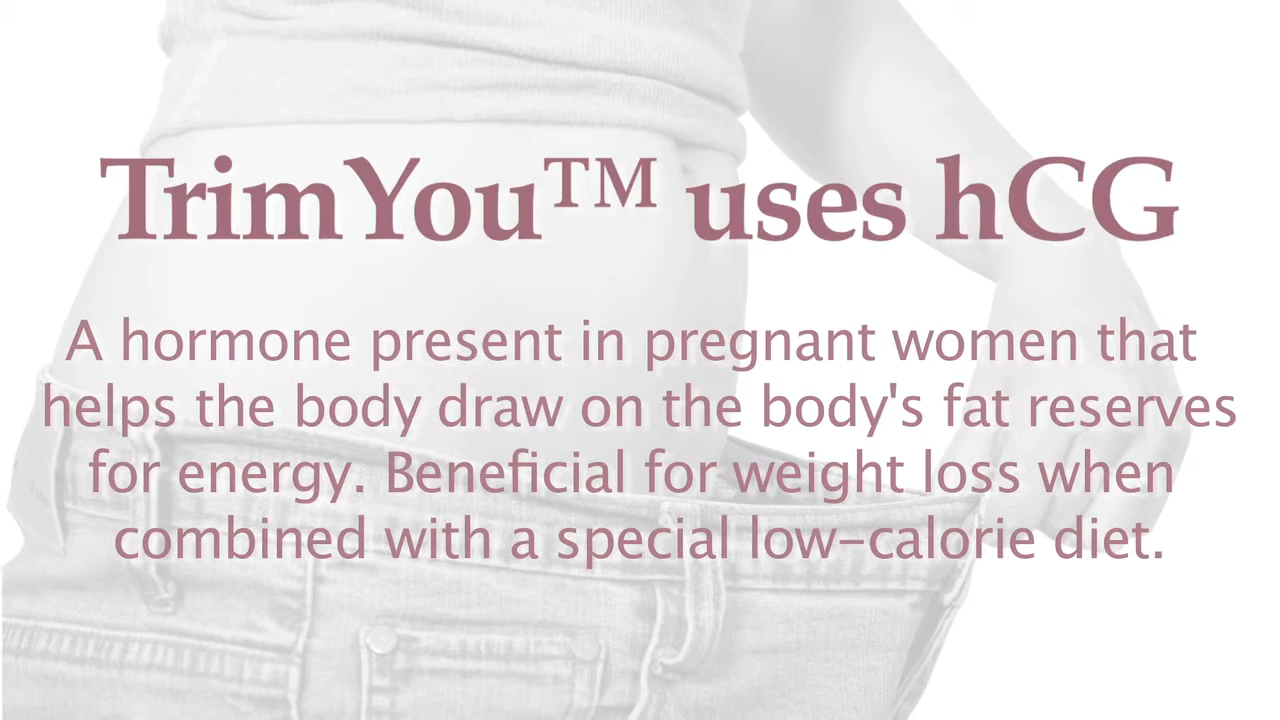 TrimYou™ uses hCG
A hormone present in pregnant women that
helps the body draw on the body's fat reserves
for energy. Beneficial for weight loss when
combined with a special low-calorie diet.